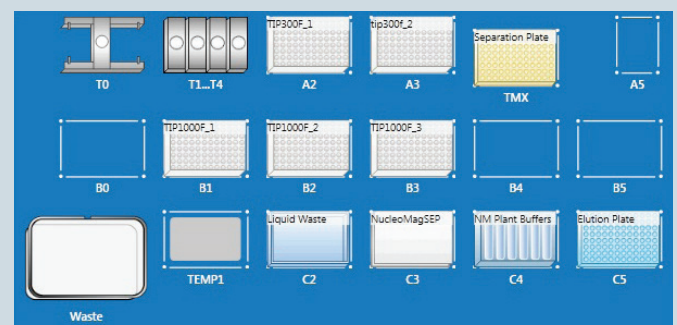 TIP300F_1
tip300f_2
Separation Plate
T0
T1...T4
A2
A3
TMX
A5
TIP1000F_1
TIP1000F_2
TIP1000F_3
B0
B1
B2
B3
B4
B5
Liquid Waste
NucleoMagSEP
NM Plant Buffers
Elution Plate
TEMP1
C2
C3
C4
C5
Waste